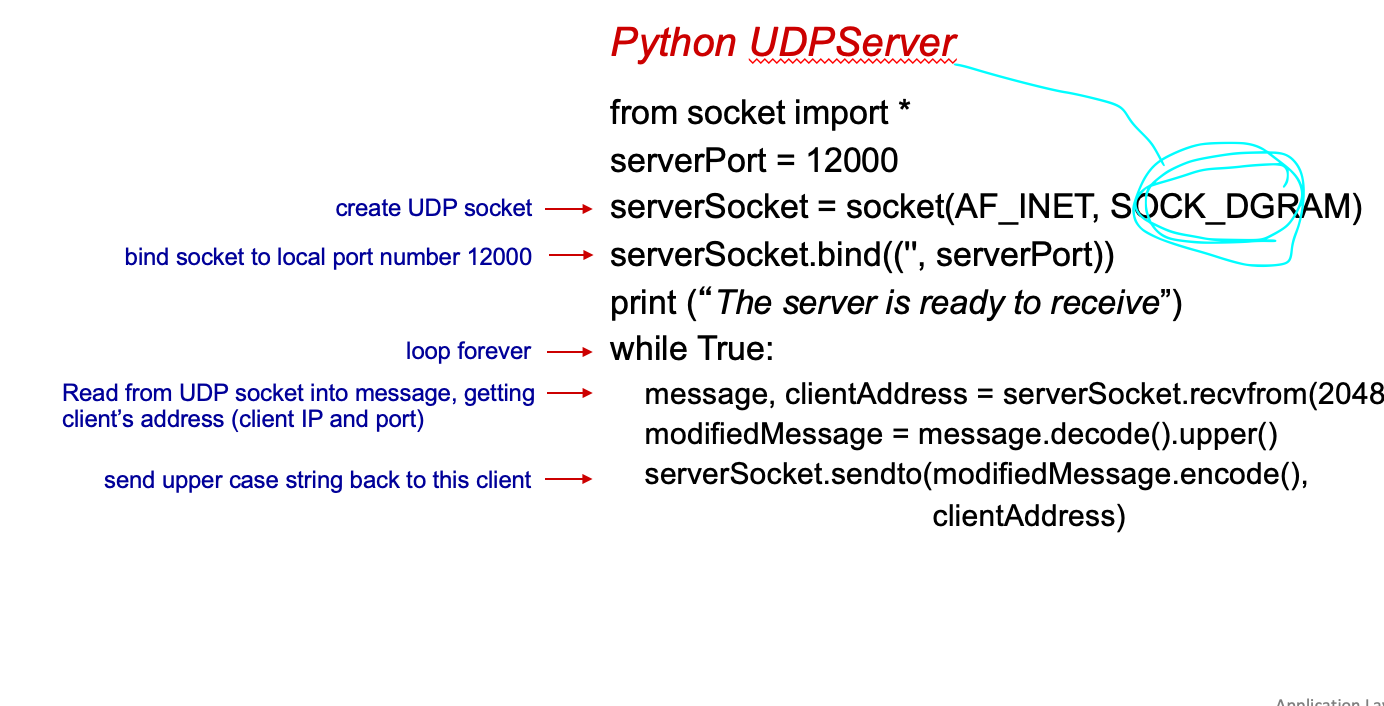 Python UDPServer
from socket import *
serverPort = 12000
create UDP socket
serverSocket = socket(AF_INET, SOCK_DGRAM)
bind socket to local port number 12000
serverSocket.bind(('', serverPort))
print (“The server is ready to receive”)
loop forever
while True:
Read from UDP socket into message, getting
client’s address (client IP and port)
message, clientAddress = serverSocket.recvfrom(2048
modifiedMessage = message.decode().upper()
send upper case string back to this client
serverSocket.sendto(modifiedMessage.encode(),
clientAddress)
Application